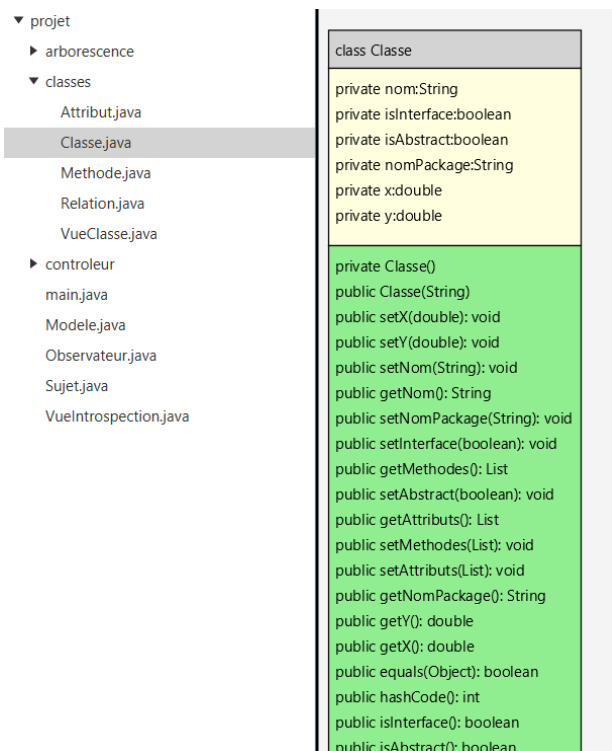 projet
arborescence
classes
Attribut.java
Classe.java
Methode.java
Relation.java
VueClasse.java
controleur
main.java
Modele.java
Observateur.java
Sujet.java
VueIntrospection.java
class Classe
private nom:String
private isInterface:boolean
private isAbstract:boolean
private nomPackage:String
private x:double
private y:double
private Classe()
public Classe(String)
public setX(double): void
public setY(double): void
public setNom(String): void
public getNom(): String
public setNomPackage(String): void
public setInterface(boolean): void
public getMethodes(): List
public setAbstract(boolean): void
public getAttributs(): List
public setMethodes(List): void
public setAttributs(List): void
public getNomPackage(): String
public getY(): double
public getX(): double
public equals(Object): boolean
public hashCode(): int
public isInterface(): boolean
public isAbstract(): boolean